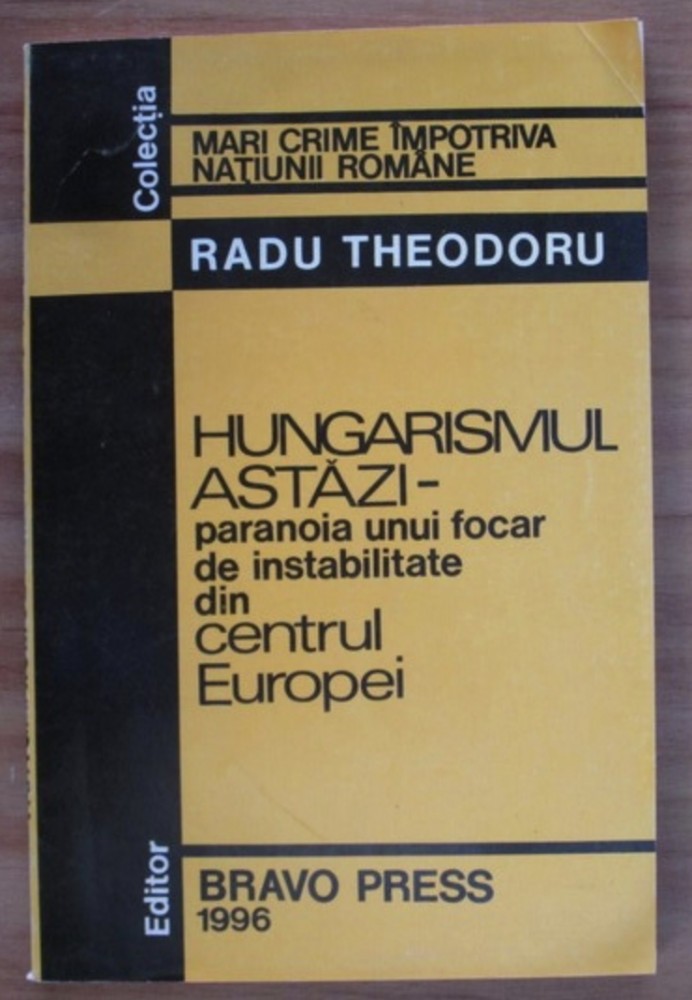 Colecția
MARI CRIME ÎMPOTRIVA
NAȚIUNII ROMÂNE
RADU THEODORU
HUNGARISMUL
ASTĂZI-
paranoia unui focar
de instabilitate
din
centrul
Europei
Editor
BRAVO PRESS
1996